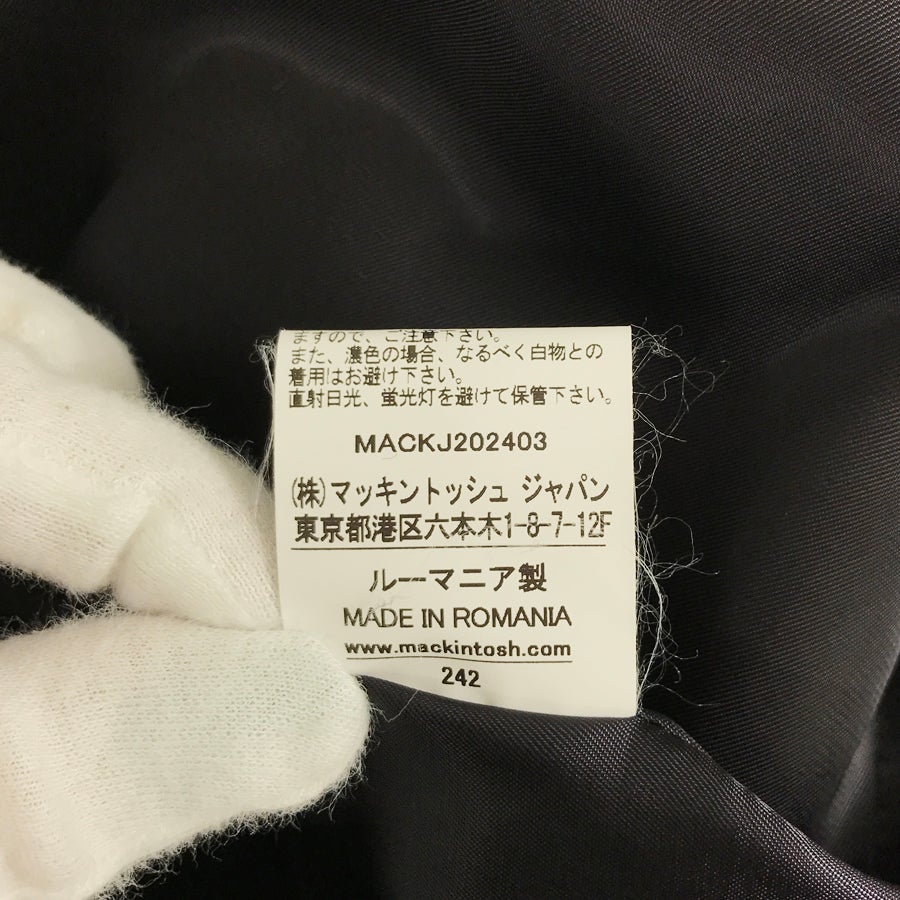 ますので、ご注意下さい。
また、濃色の場合、なるべく白物との
着用はお避け下さい。
直射日光、蛍光灯を避けて保管下さい。
MACKJ202403
(株)マッキントッシュ ジャパン
東京都港区六本木1-8-7-12F
ルーマニア製
MADE IN ROMANIA
www.mackintosh.com
242